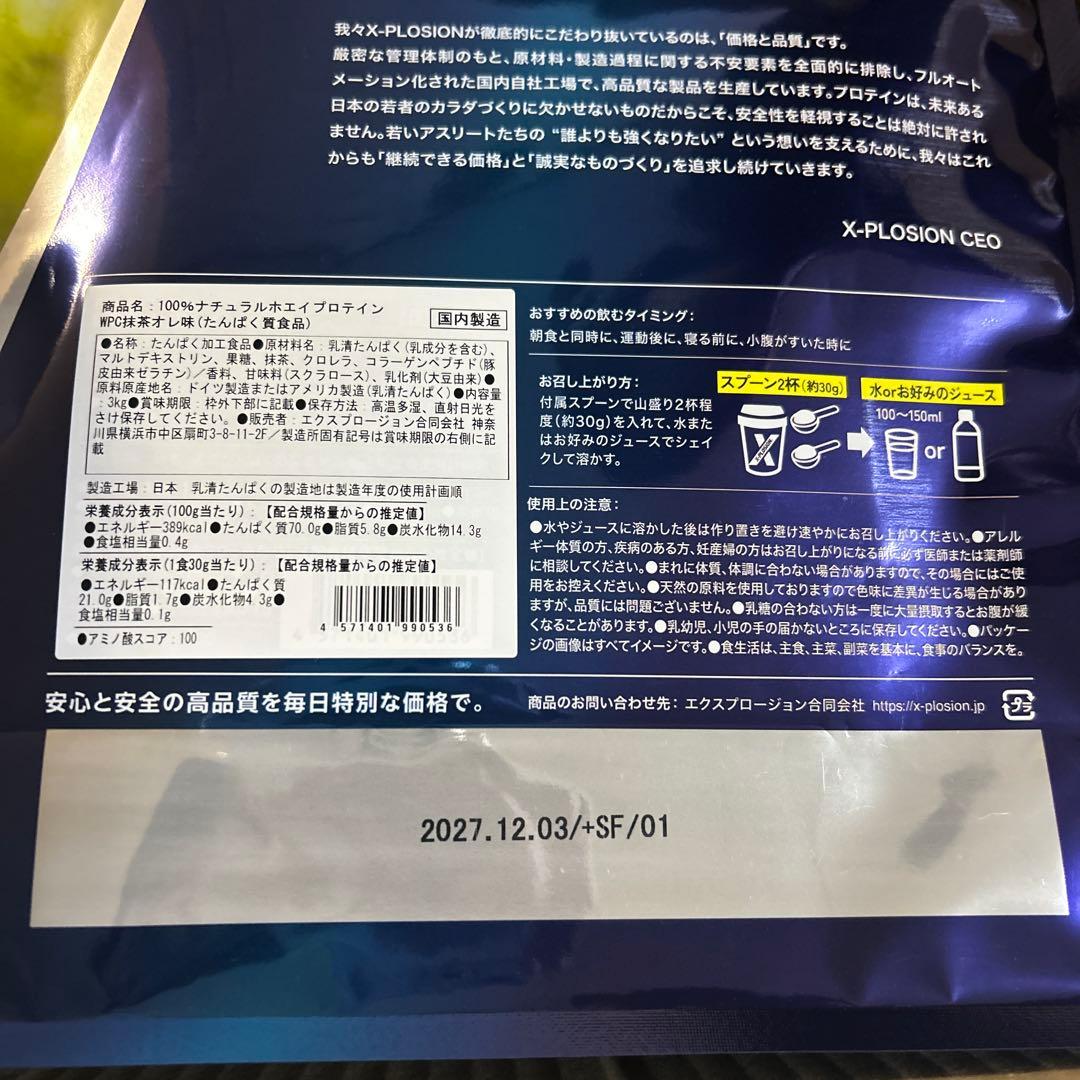 我々X-PLOSIONが徹底的にこだわり抜いているのは、「価格と品質」です。
厳密な管理体制のもと、原材料・製造過程に関する不安要素を全面的に排除し、フルオート
メーション化された国内自社工場で、高品質な製品を生産しています。プロテインは、未来ある
日本の若者のカラダづくりに欠かせないものだからこそ、安全性を軽視することは絶対に許され
ません。若いアスリートたちの “誰よりも強くなりたい” という想いを支えるために、我々はこれ
からも「継続できる価格」と「誠実なものづくり」を追求し続けていきます。
X-PLOSION CEO
商品名：100%ナチュラルホエイプロテイン
WPC抹茶オレ味(たんぱく質食品)
国内製造
●名称：たんぱく加工食品●原材料名：乳清たんぱく(乳成分を含む)、
マルトデキストリン、果糖、抹茶、クロレラ、コラーゲンペプチド(豚
皮由来ゼラチン)／香料、甘味料(スクラロース)、乳化剤(大豆由来)●
原料原産地名：ドイツ製造またはアメリカ製造(乳清たんぱく)●内容量
：3kg●賞味期限：枠外下部に記載●保存方法：高温多湿、直射日光を
さけ保存してください。●販売者：エクスプロージョン合同会社 神奈
川県横浜市中区扇町3-8-11-2F／製造所固有記号は賞味期限の右側に記
載
製造工場：日本 乳清たんぱくの製造地は製造年度の使用計画順
栄養成分表示(100g当たり)：【配合規格量からの推定値】
●エネルギー389kcal●たんぱく質70.0g●脂質5.8g●炭水化物14.3g
●食塩相当量0.4g
栄養成分表示(1食30g当たり)：【配合規格量からの推定値】
●エネルギー117kcal●たんぱく質
21.0g●脂質1.7g●炭水化物4.3g●
食塩相当量0.1g
●アミノ酸スコア：100
4 571401 990536
おすすめの飲むタイミング：
朝食と同時に、運動後に、寝る前に、小腹がすいた時に
お召し上がり方：
付属スプーンで山盛り2杯程
度(約30g)を入れて、水また
はお好みのジュースでシェイ
クして溶かす。
スプーン2杯(約30g)
X
X-PLOSION
水orお好みのジュース
100～150ml
or
使用上の注意：
●水やジュースに溶かした後は作り置きを避け速やかにお召し上がりください。●アレル
ギー体質の方、疾病のある方、妊産婦の方はお召し上がりになる前に必ず医師または薬剤師
に相談してください。●まれに体質、体調に合わない場合がありますので、その場合にはご使
用をお控えください。●天然の原料を使用しておりますので色味に差異が生じる場合があり
ますが、品質には問題ございません。●乳糖の合わない方は一度に大量摂取するとお腹が緩
くなることがあります。●乳幼児、小児の手の届かないところに保存してください。●パッケー
ジの画像はすべてイメージです。●食生活は、主食、主菜、副菜を基本に、食事のバランスを。
安心と安全の高品質を毎日特別な価格で。
商品のお問い合わせ先：エクスプロージョン合同会社 https://x-plosion.jp
プラ
2027.12.03/+SF/01